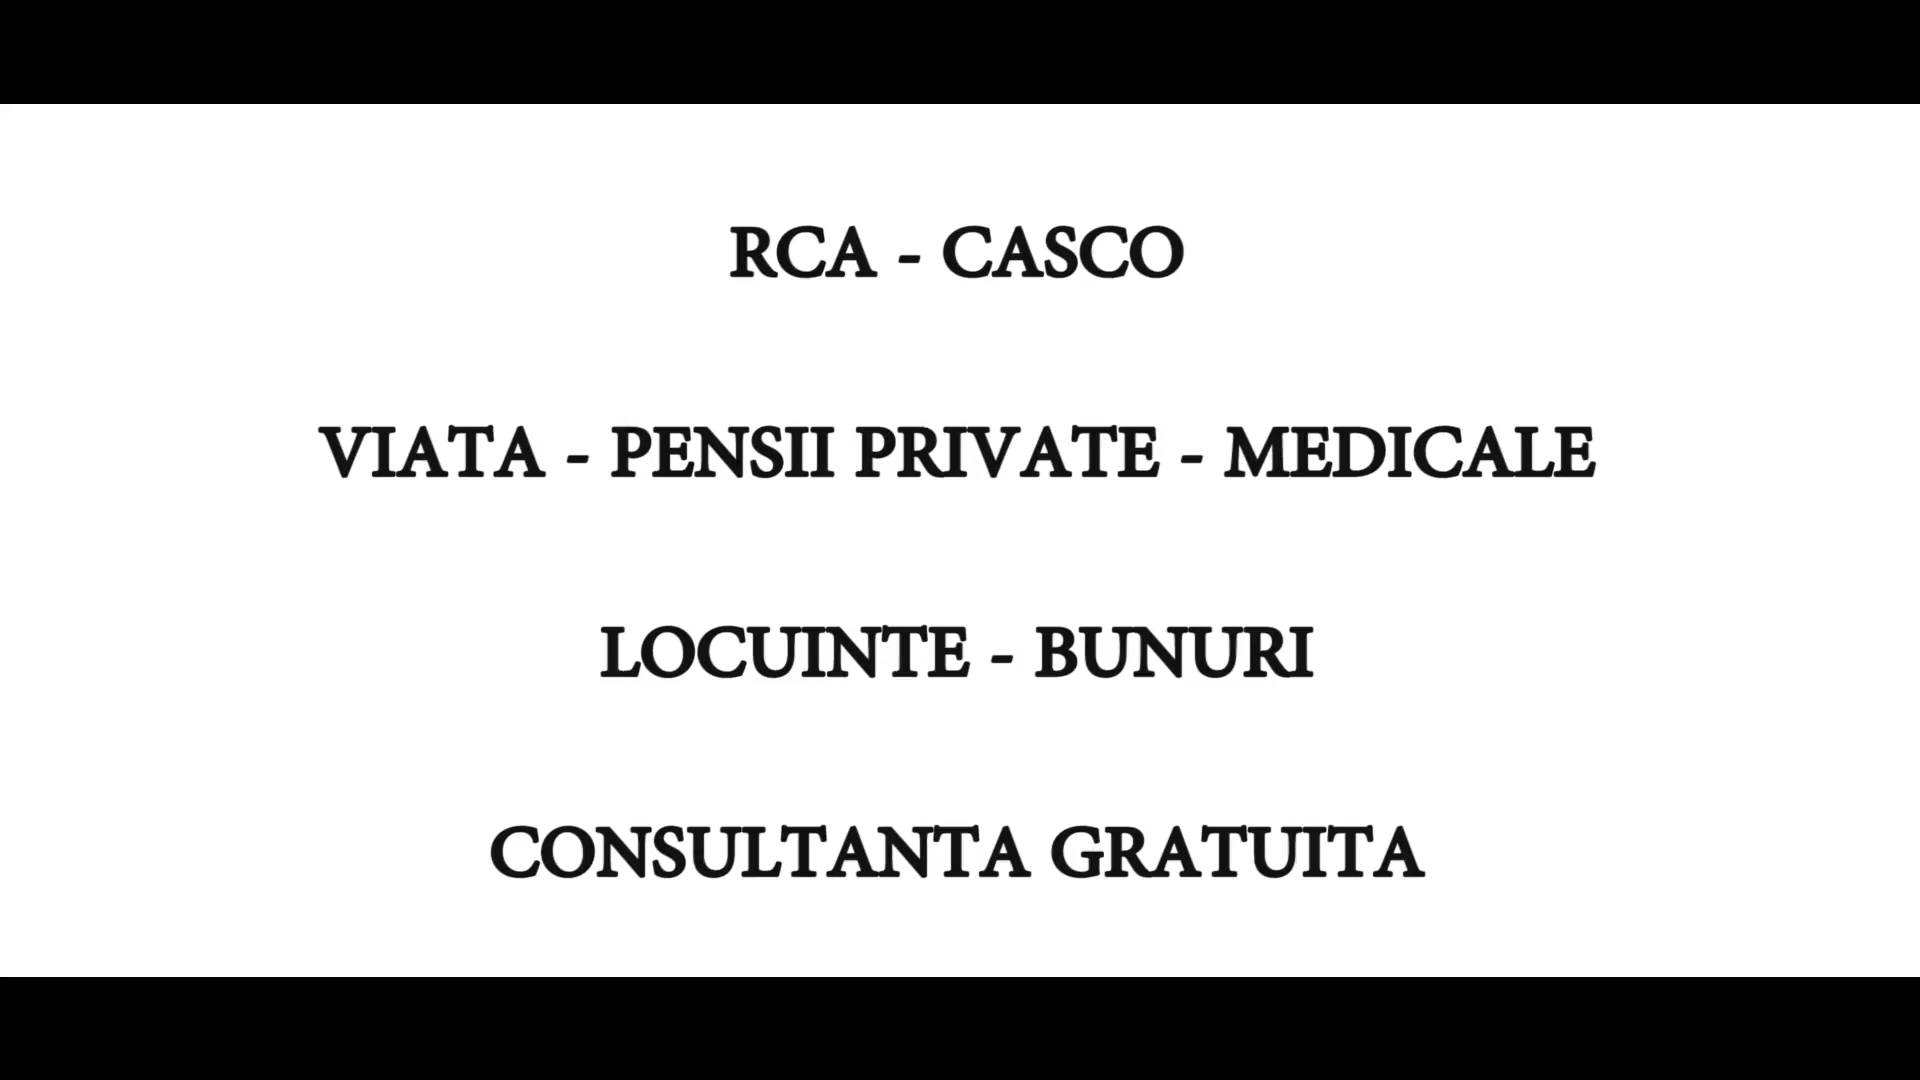 RCA - CASCO
VIATA - PENSII PRIVATE - MEDICALE
LOCUINTE - BUNURI
CONSULTANTA GRATUITA